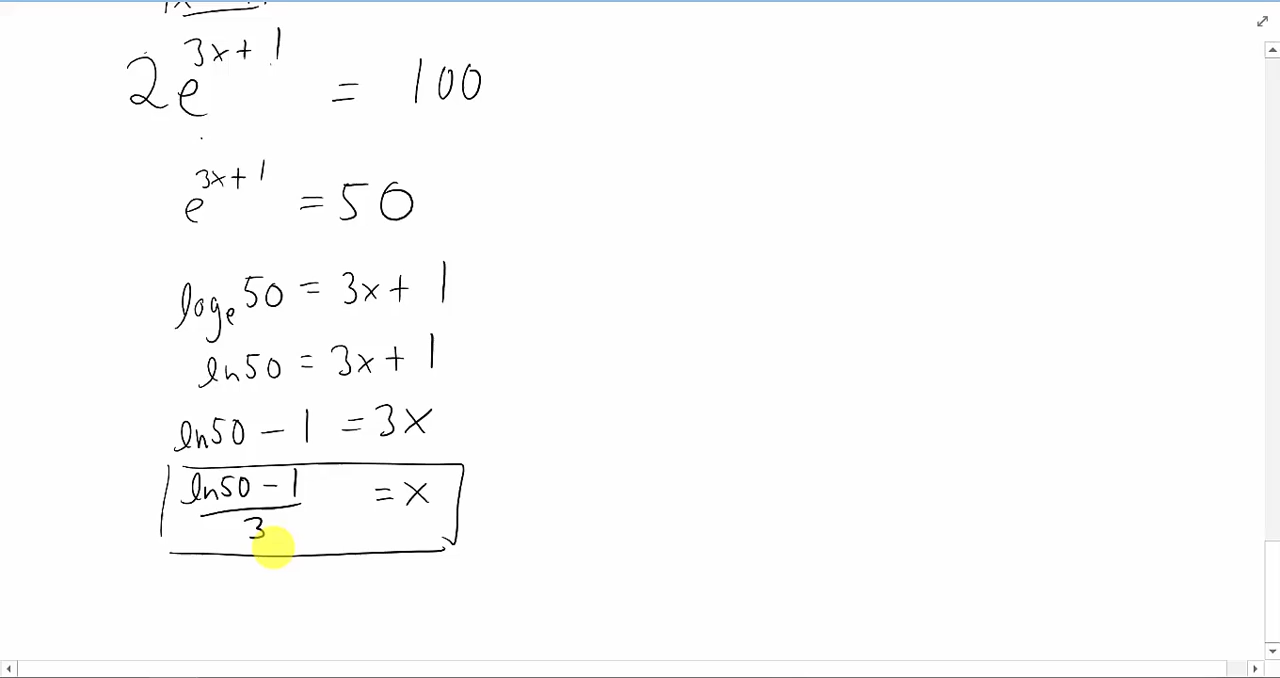 2e^{3x+1} = 100
e^{3x+1} = 50
log_e 50 = 3x + 1
ln50 = 3x + 1
ln50 - 1 = 3x
\frac{ln50 - 1}{3} = x